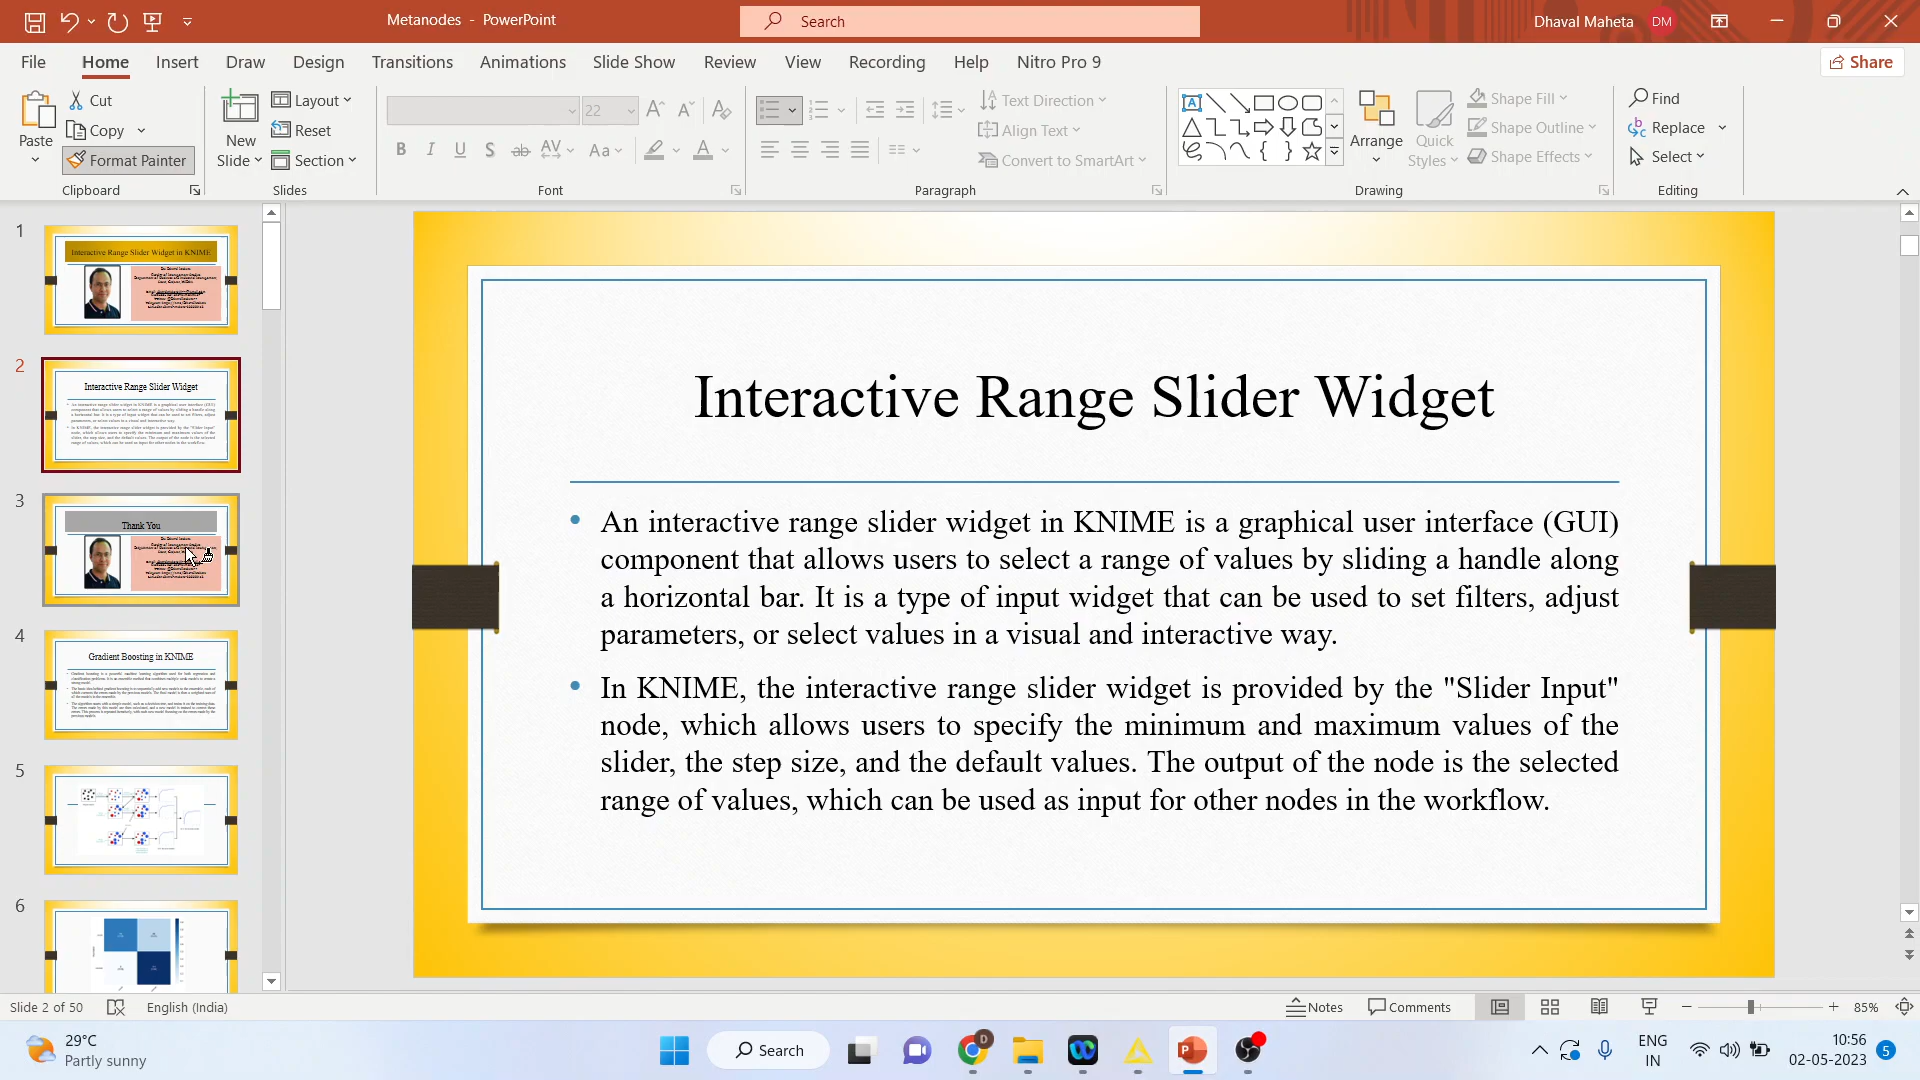 Metanodes - PowerPoint
Search
Dhaval Maheta DM
File Home Insert Draw Design Transitions Animations Slide Show Review View Recording Help Nitro Pro 9
Share
Paste
Cut
Copy
Format Painter
Clipboard
New Slide
Layout
Reset
Section
Slides
22
B I U S ab AV Aa A
Font
Text Direction
Align Text
Convert to SmartArt
Paragraph
Arrange
Quick Styles
Shape Fill
Shape Outline
Shape Effects
Drawing
Find
Replace
Select
Editing
1
Interactive Range Slider Widget in KNIME
2
Interactive Range Slider Widget
3
Thank You
4
Gradient Boosting in KNIME
5
6
Interactive Range Slider Widget
• An interactive range slider widget in KNIME is a graphical user interface (GUI)
component that allows users to select a range of values by sliding a handle along
a horizontal bar. It is a type of input widget that can be used to set filters, adjust
parameters, or select values in a visual and interactive way.
• In KNIME, the interactive range slider widget is provided by the "Slider Input"
node, which allows users to specify the minimum and maximum values of the
slider, the step size, and the default values. The output of the node is the selected
range of values, which can be used as input for other nodes in the workflow.
Slide 2 of 50
English (India)
Notes
Comments
85%
29°C
Partly sunny
Search
D
ENG
IN
10:56
02-05-2023
5